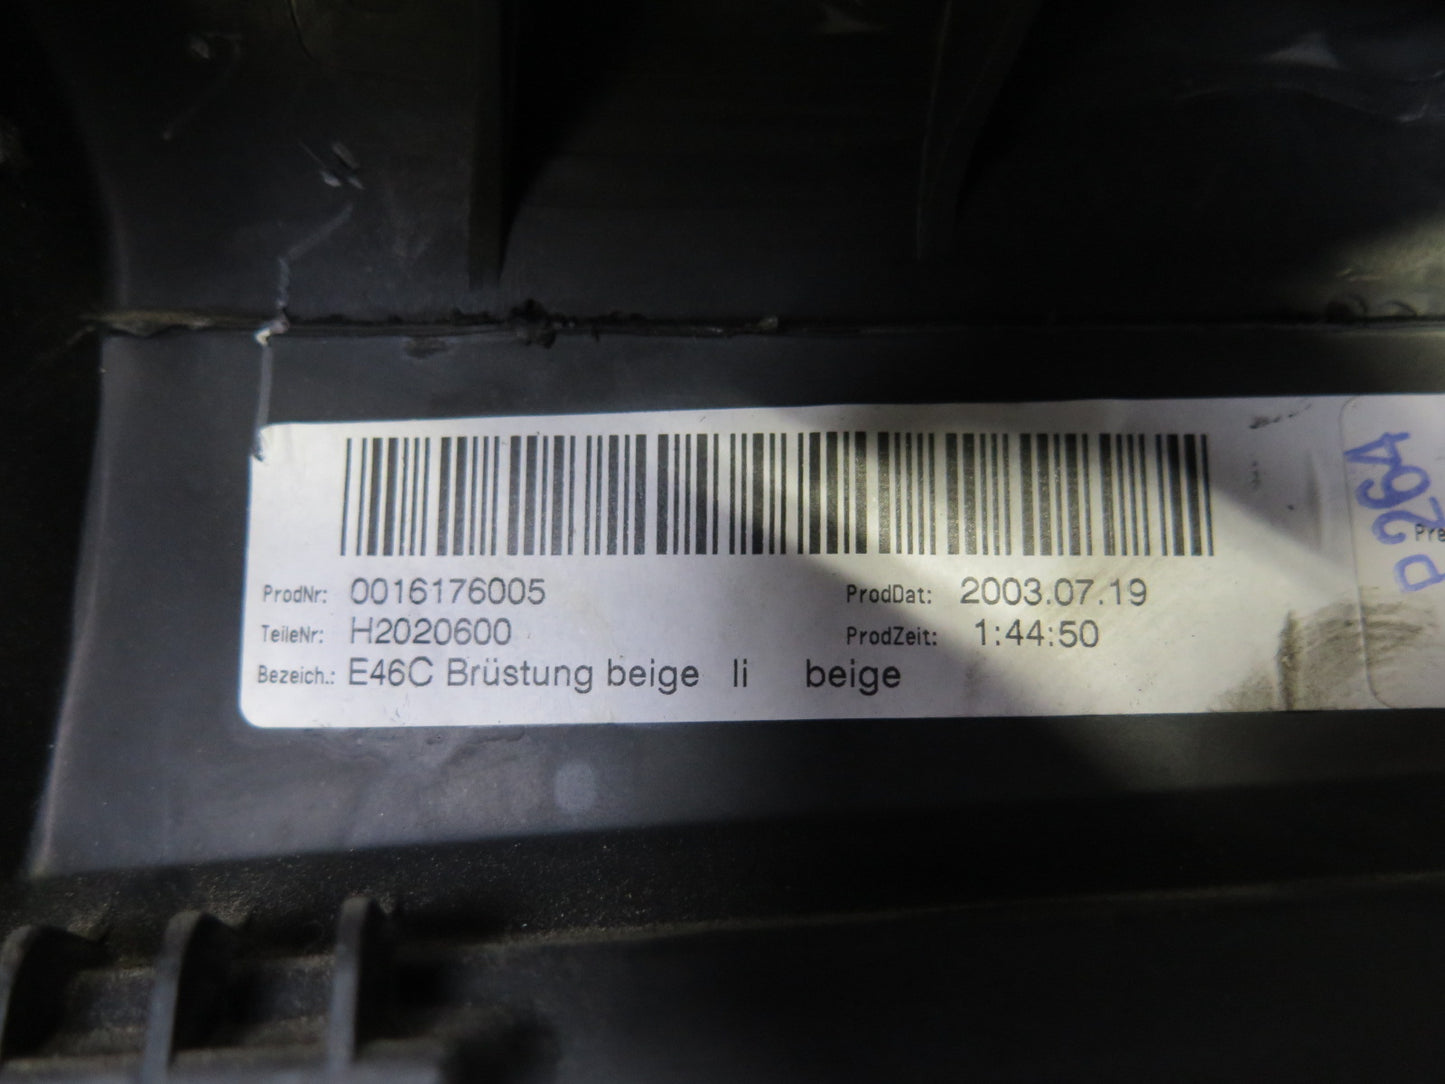 ProdNr: 0016176005 ProdDat: 2003.07.19
TeileNr: H2020600 ProdZeit: 1:44:50
Bezeich.: E46C Brüstung beige li beige
P264
Pre